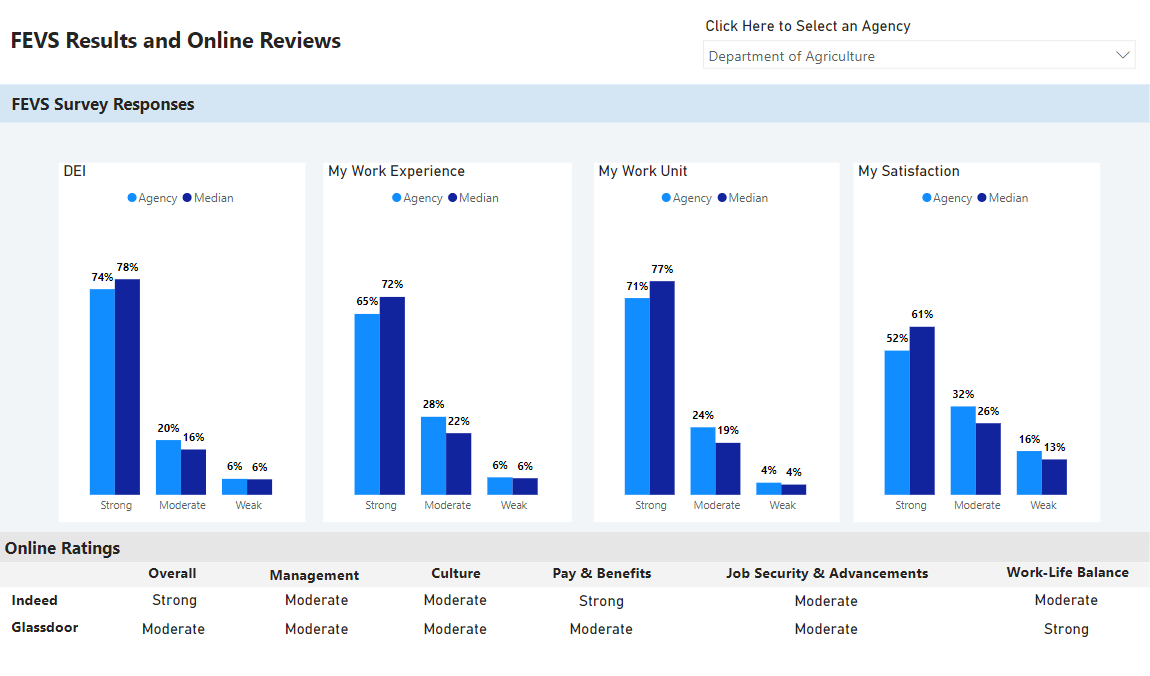 Click Here to Select an Agency
FEVS Results and Online Reviews
Department of Agriculture
FEVS Survey Responses
DEI
Agency Median
74% 78%
20% 16%
6% 6%
Strong Moderate Weak
My Work Experience
Agency Median
65% 72%
28% 22%
6% 6%
Strong Moderate Weak
My Work Unit
Agency Median
71% 77%
24% 19%
4% 4%
Strong Moderate Weak
My Satisfaction
Agency Median
52% 61%
32% 26%
16% 13%
Strong Moderate Weak
Online Ratings
Overall Management Culture Pay & Benefits Job Security & Advancements Work-Life Balance
Indeed Strong Moderate Moderate Strong Moderate Moderate
Glassdoor Moderate Moderate Moderate Moderate Moderate Strong